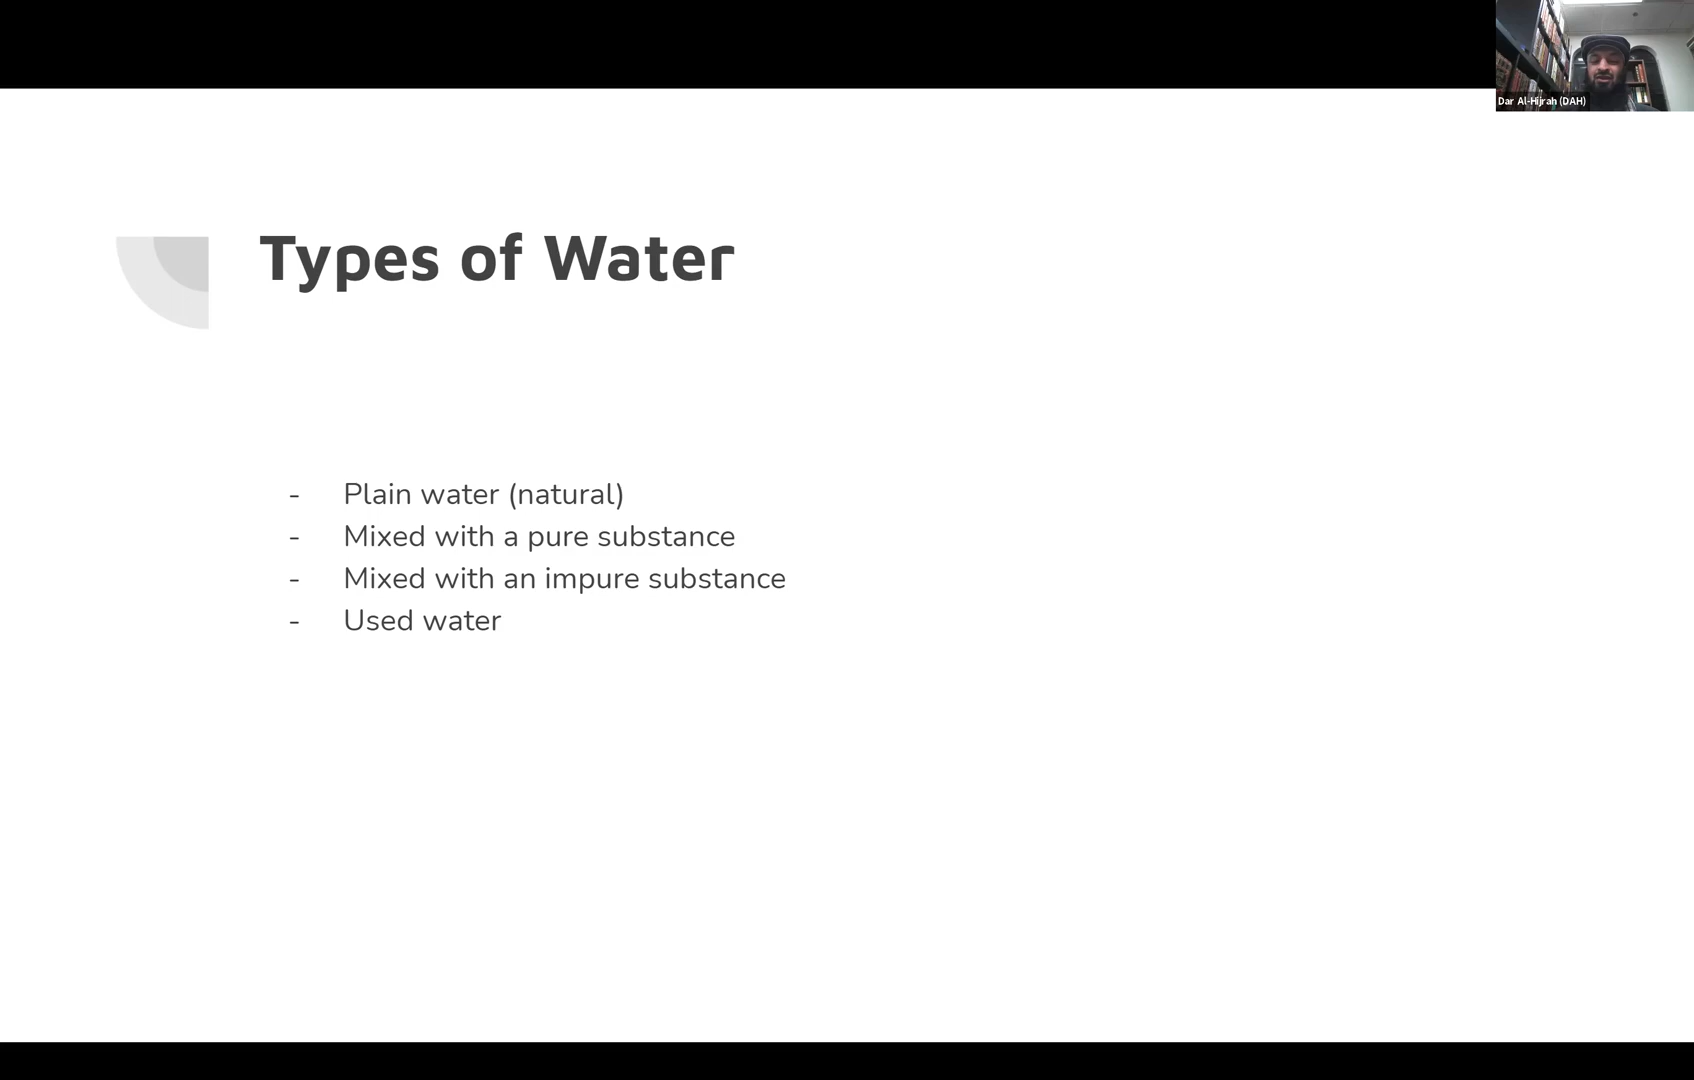 Dar Al-Hijrah (DAH)
Types of Water
- Plain water (natural)
- Mixed with a pure substance
- Mixed with an impure substance
- Used water